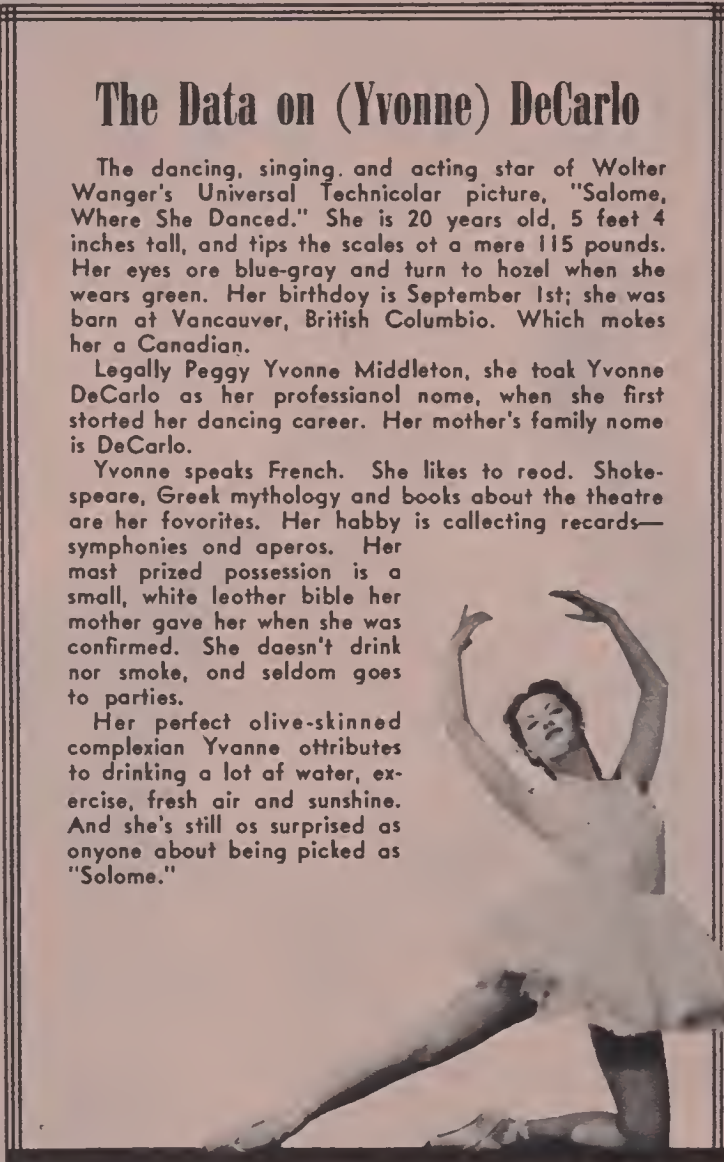 The Data on (Yvonne) DeCarlo
The dancing, singing. and acting star of Wolter
Wanger's Universal Technicolar picture, "Salome,
Where She Danced." She is 20 years old, 5 feet 4
inches tall, and tips the scales ot a mere 115 pounds.
Her eyes ore blue-gray and turn to hozel when she
wears green. Her birthdoy is September 1st; she was
barn at Vancauver, British Columbio. Which mokes
her a Canadian.
Legally Peggy Yvonne Middleton, she toak Yvonne
DeCarlo as her professianol nome, when she first
storted her dancing career. Her mother's family nome
is DeCarlo.
Yvonne speaks French. She likes to reod. Shoke-
speare, Greek mythology and books about the theatre
are her fovorites. Her habby is callecting recards—
symphonies ond aperos. Her
mast prized possession is a
small, white leother bible her
mother gave her when she was
confirmed. She daesn't drink
nor smoke, ond seldom goes
to parties.
Her perfect olive-skinned
complexian Yvanne ottributes
to drinking a lot af water, ex-
ercise, fresh air and sunshine.
And she's still os surprised as
onyone about being picked as
"Solome."